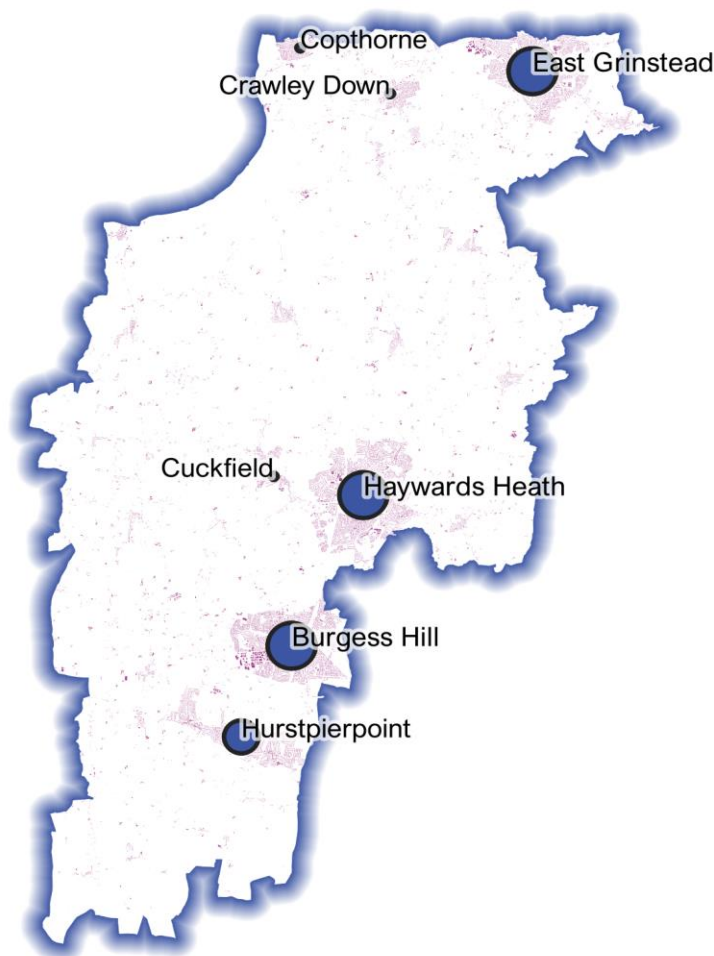 Copthorne
East Grinstead
Crawley Down
Cuckfield
Haywards Heath
Burgess Hill
Hurstpierpoint